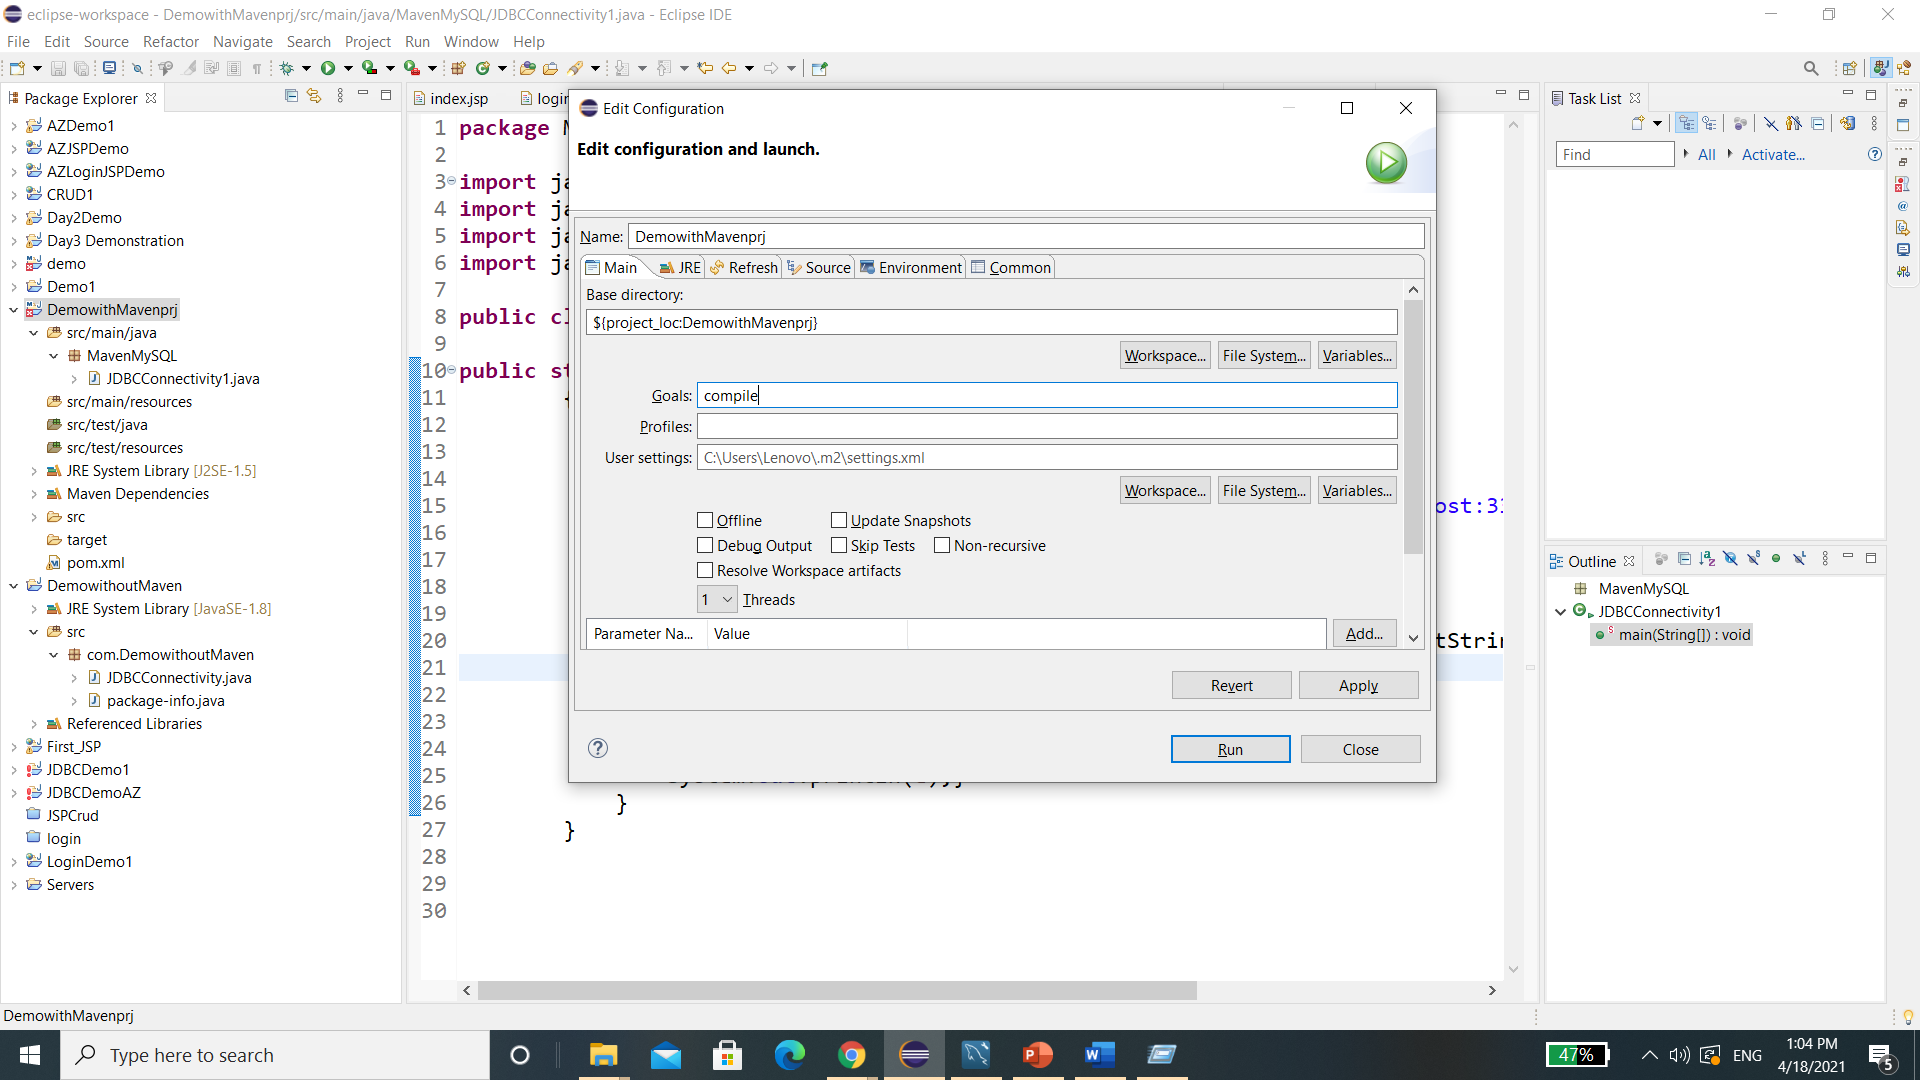 eclipse-workspace - DemowithMavenprj/src/main/java/MavenMySQL/JDBCConnectivity1.java - Eclipse IDE
File Edit Source Refactor Navigate Search Project Run Window Help
Package Explorer
AZDemo1
AZJSPDemo
AZLoginJSPDemo
CRUD1
Day2Demo
Day3 Demonstration
demo
Demo1
DemowithMavenprj
src/main/java
MavenMySQL
JDBCConnectivity1.java
src/main/resources
src/test/java
src/test/resources
JRE System Library [J2SE-1.5]
Maven Dependencies
src
target
pom.xml
DemowithoutMaven
JRE System Library [JavaSE-1.8]
src
com.DemowithoutMaven
JDBCConnectivity.java
package-info.java
Referenced Libraries
First_JSP
JDBCDemo1
JDBCDemoAZ
JSPCrud
login
LoginDemo1
Servers
index.jsp
1 package
2
3 import
4 import
5 import
6 import
7
8 public
9
10 public
11 {
12
13
14
15 ost:33
16
17
18
19
20 tStrin
21
22
23
24
25
26 }
27 }
28
29
30
Edit Configuration
Edit configuration and launch.
Name: DemowithMavenprj
Main JRE Refresh Source Environment Common
Base directory:
${project_loc:DemowithMavenprj}
Workspace... File System... Variables...
Goals: compile
Profiles:
User settings: C:\Users\Lenovo\.m2\settings.xml
Workspace... File System... Variables...
Offline Update Snapshots
Debug Output Skip Tests Non-recursive
Resolve Workspace artifacts
1 Threads
Parameter Na... Value Add...
Revert Apply
Run Close
Task List
Find All Activate...
Outline
MavenMySQL
JDBCConnectivity1
main(String[]) : void
DemowithMavenprj
Type here to search
47% ENG 1:04 PM
4/18/2021 5